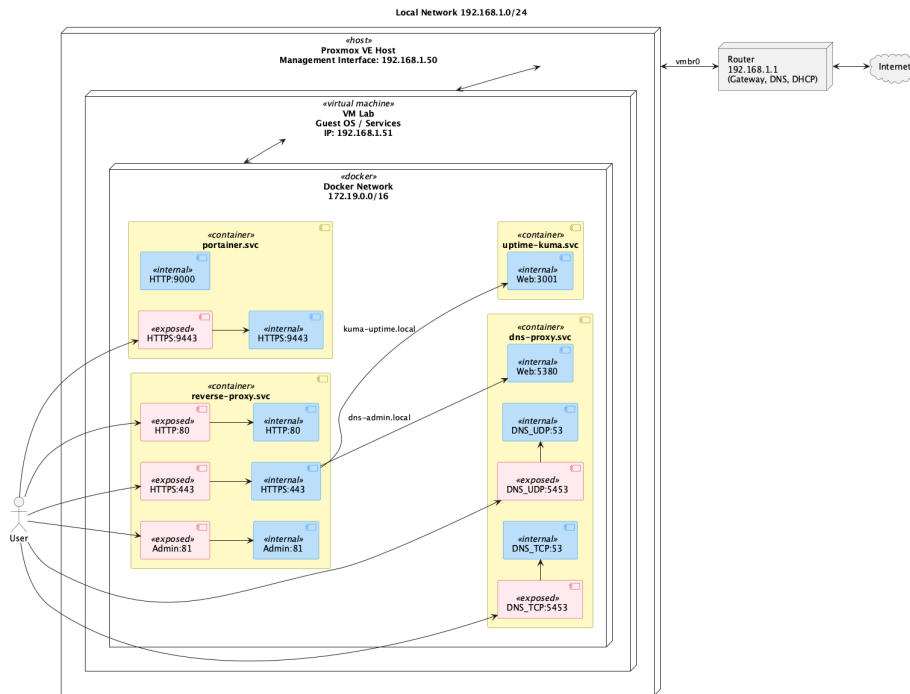 Local Network 192.168.1.0/24
«host»
Proxmox VE Host
Management Interface: 192.168.1.50
vmbr0
Router
192.168.1.1
(Gateway, DNS, DHCP)
Internet
«virtual machine»
VM Lab
Guest OS / Services
IP: 192.168.1.51
«docker»
Docker Network
172.19.0.0/16
«container»
portainer.svc
«internal»
HTTP:9000
«exposed»
HTTPS:9443
«internal»
HTTPS:9443
«container»
uptime-kuma.svc
«internal»
Web:3001
kuma-uptime.local
«container»
reverse-proxy.svc
«exposed»
HTTP:80
«internal»
HTTP:80
«exposed»
HTTPS:443
«internal»
HTTPS:443
«exposed»
Admin:81
«internal»
Admin:81
dns-admin.local
«container»
dns-proxy.svc
«internal»
Web:5380
«internal»
DNS_UDP:53
«exposed»
DNS_UDP:5453
«internal»
DNS_TCP:53
«exposed»
DNS_TCP:5453
User